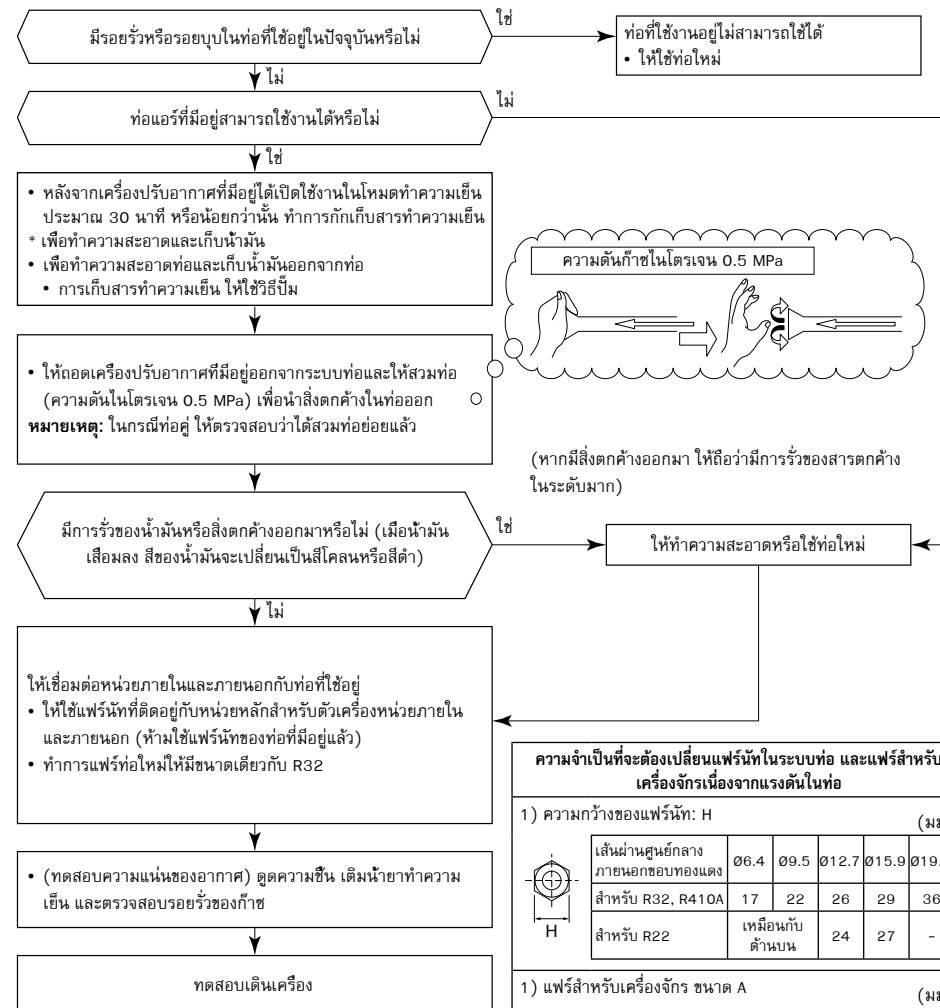 มีรอยรั่วหรือรอยบุบในท่อที่ใช้อยู่ในปัจจุบันหรือไม่
ใช่
ท่อที่ใช้งานอยู่ไม่สามารถใช้ได้
• ให้ใช้ท่อใหม่
ไม่
ท่อแอร์ที่มีอยู่สามารถใช้งานได้หรือไม่
ไม่
ใช่
• หลังจากเครื่องปรับอากาศที่มีอยู่ได้เปิดใช้งานในโหมดทำความเย็น
ประมาณ 30 นาที หรือน้อยกว่านั้น ทำการกักเก็บสารทำความเย็น
* เพื่อทำความสะอาดและเก็บน้ำมัน
• เพื่อทำความสะอาดท่อและเก็บน้ำมันออกจากท่อ
• การเก็บสารทำความเย็น ให้ใช้วิธีปั๊ม
ความดันก๊าซไนโตรเจน 0.5 MPa
• ให้ถอดเครื่องปรับอากาศที่มีอยู่ออกจากระบบท่อและให้สวมท่อ
(ความดันไนโตรเจน 0.5 MPa) เพื่อนำสิ่งตกค้างในท่อออก
หมายเหตุ: ในกรณีท่อคู่ ให้ตรวจสอบว่าได้สวมท่อย่อยแล้ว
(หากมีสิ่งตกค้างออกมา ให้ถือว่ามีการรั่วของสารตกค้าง
ในระดับมาก)
มีการรั่วของน้ำมันหรือสิ่งตกค้างออกมาหรือไม่ (เมื่อน้ำมัน
เสื่อมลง สีของน้ำมันจะเปลี่ยนเป็นสีโคลนหรือสีดำ)
ใช่
ให้ทำความสะอาดหรือใช้ท่อใหม่
ไม่
ให้เชื่อมต่อหน่วยภายในและภายนอกกับท่อที่ใช้อยู่
• ให้ใช้แฟร์นัทที่ติดอยู่กับหน่วยหลักสำหรับตัวเครื่องหน่วยภายใน
และภายนอก (ห้ามใช้แฟร์นัทของท่อที่มีอยู่แล้ว)
• ทำการแฟร์ท่อใหม่ให้มีขนาดเดียวกับ R32
• (ทดสอบความแน่นของอากาศ) ดูดความชื้น เติมน้ำยาทำความ
เย็น และตรวจสอบรอยรั่วของก๊าซ
ทดสอบเดินเครื่อง
ความจำเป็นที่จะต้องเปลี่ยนแฟร์นัทในระบบท่อ และแฟร์สำหรับ
เครื่องจักรเนื่องจากแรงดันในท่อ
1) ความกว้างของแฟร์นัท: H
H
เส้นผ่านศูนย์กลาง
ภายนอกขอบทองแดง
Ø6.4 Ø9.5 Ø12.7 Ø15.9
สำหรับ R32, R410A 17 22 26 29 36
สำหรับ R22 เหมือนกับ
ด้านบน 24 27 –
1) แฟร์สำหรับเครื่องจักร ขนาด A